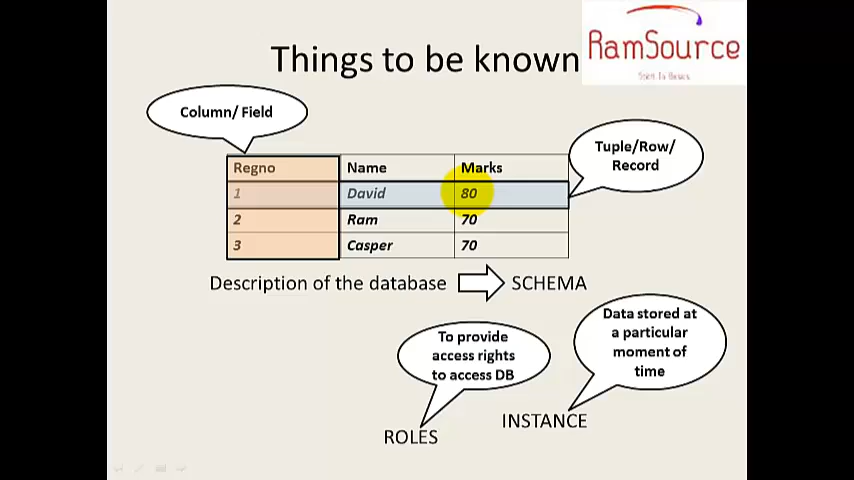 Things to be known
RamSource
Column/ Field
Tuple/Row/
Record
Regno Name Marks
1 David 80
2 Ram 70
3 Casper 70
Description of the database SCHEMA
To provide
access rights
to access DB
Data stored at
a particular
moment of
time
ROLES
INSTANCE